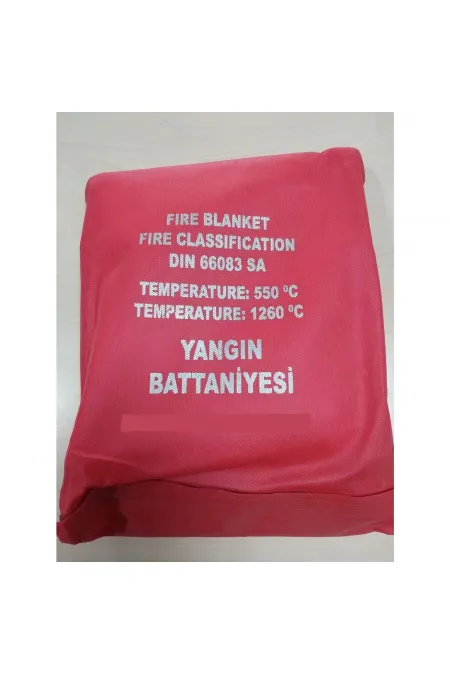 FIRE BLANKET
FIRE CLASSIFICATION
DIN 66083 SA
TEMPERATURE: 550 ºC
TEMPERATURE: 1260 ºC
YANGIN
BATTANİYESİ